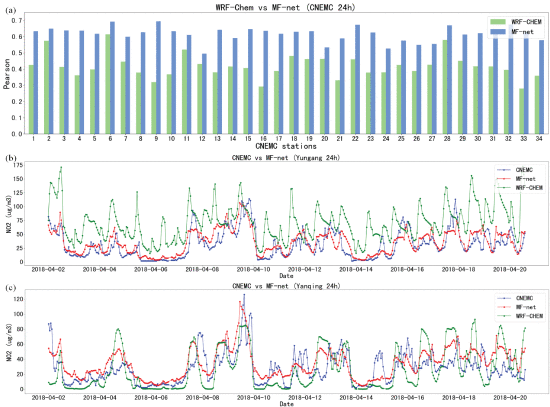 (a) WRF-Chem vs MF-net (CNEMC 24h)
WRF-CHEM
MF-net
Pearson
0.7
0.6
0.5
0.4
0.3
0.2
0.1
0.0
1 2 3 4 5 6 7 8 9 10 11 12 13 14 15 16 17 18 19 20 21 22 23 24 25 26 27 28 29 30 31 32 33 34
CNEMC stations
(b) CNEMC vs MF-net (Yungang 24h)
CNEMC
MF-net
WRF-CHEM
NO2 (ug/m3)
175
150
125
100
75
50
25
0
2018-04-02 2018-04-04 2018-04-06 2018-04-08 2018-04-10 2018-04-12 2018-04-14 2018-04-16 2018-04-18 2018-04-20
Date
(c) CNEMC vs MF-net (Yanqing 24h)
CNEMC
MF-net
WRF-CHEM
NO2 (ug/m3)
120
100
80
60
40
20
0
2018-04-02 2018-04-04 2018-04-06 2018-04-08 2018-04-10 2018-04-12 2018-04-14 2018-04-16 2018-04-18 2018-04-20
Date